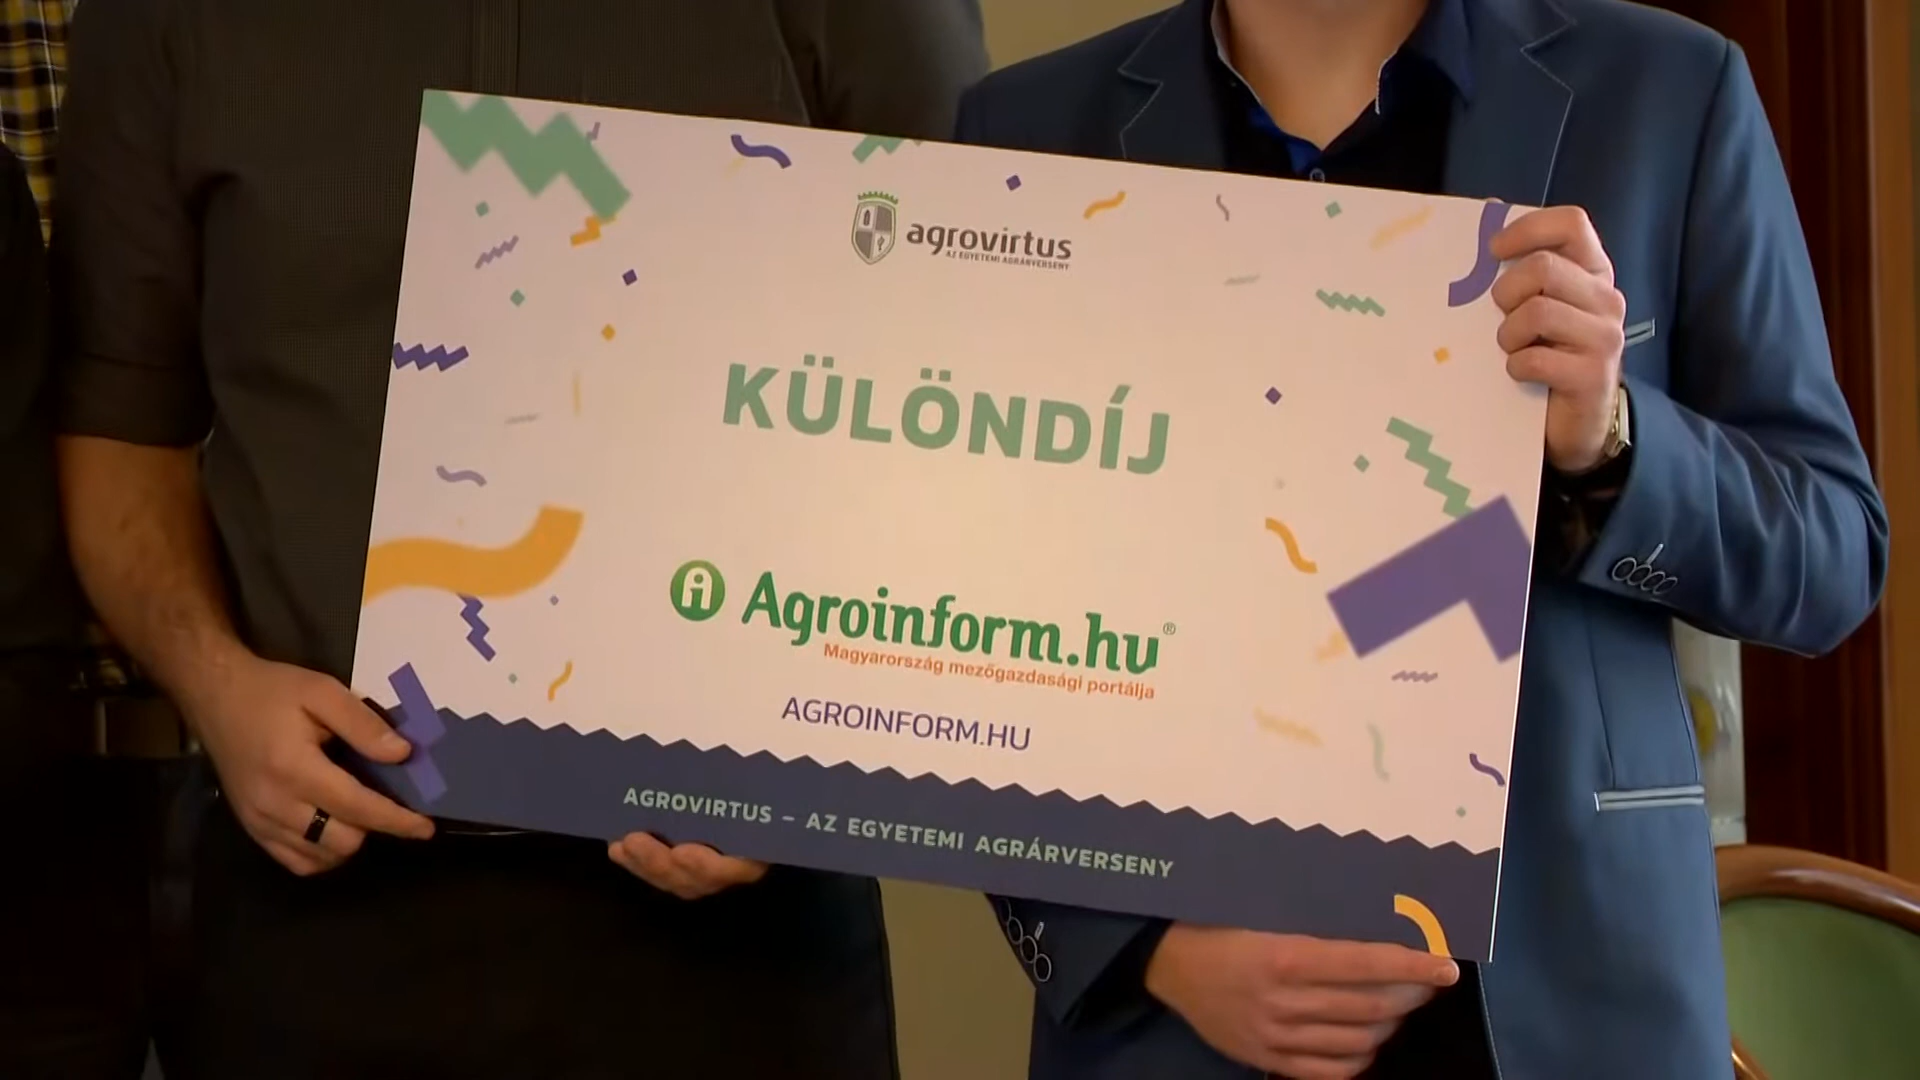 agrovirtus
AZ EGYETEMI AGRÁRVERSENY
KÜLÖNDÍJ
Agroinform.hu®
Magyarország mezőgazdasági portálja
AGROINFORM.HU
AGROVIRTUS – AZ EGYETEMI AGRÁRVERSENY